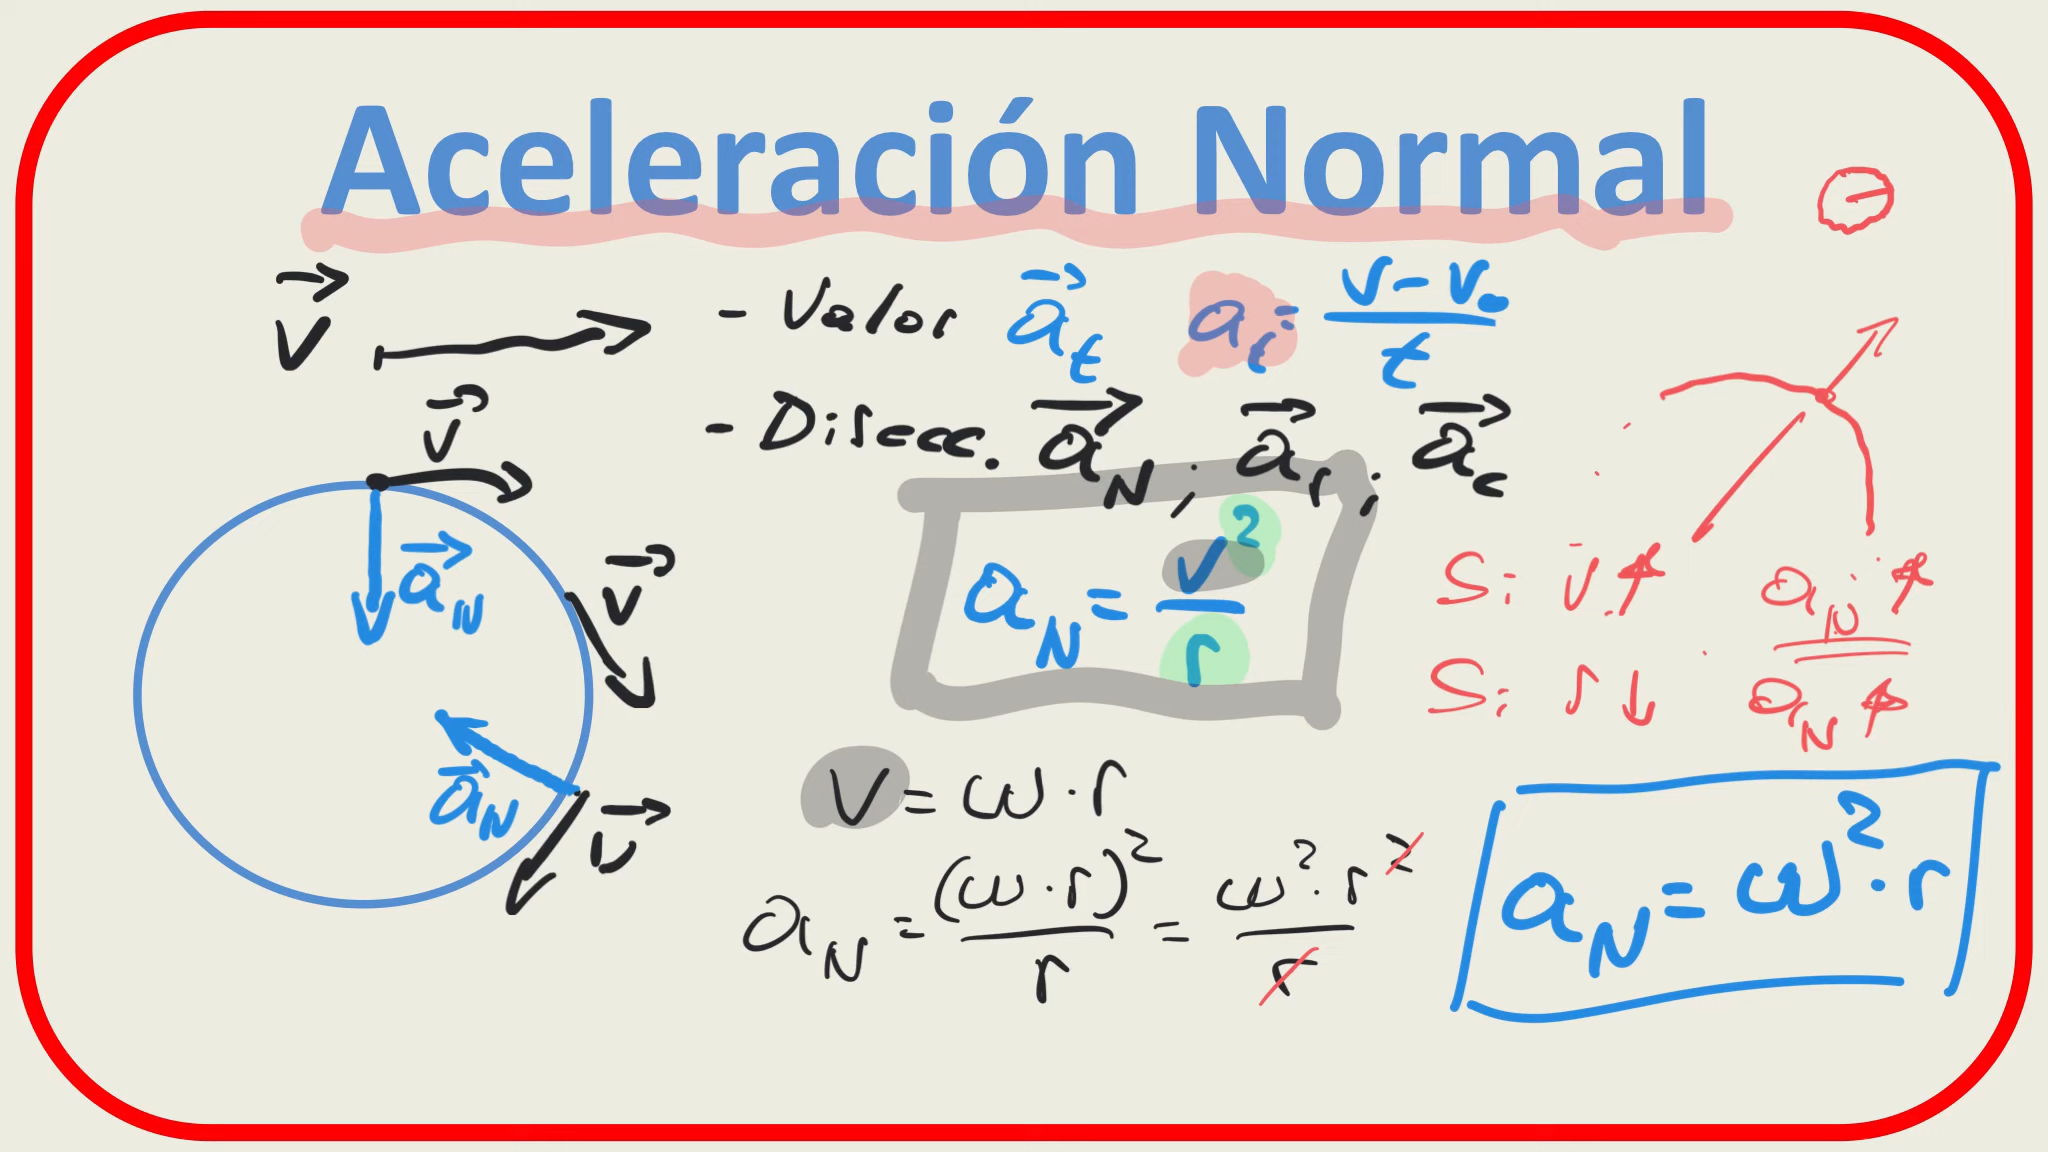 Aceleración Normal
v⃗ - Valor a⃗t at = v - v₀ / t
v⃗ - Direcc. a⃗N ; a⃗r ; a⃗c
a⃗N v⃗ aN = v² / r Si v ↑ aN ↑
Si r ↓ aN ↑
a⃗N v⃗ v = ω · r
aN = (ω · r)² / r = ω² · r² / r aN = ω² · r